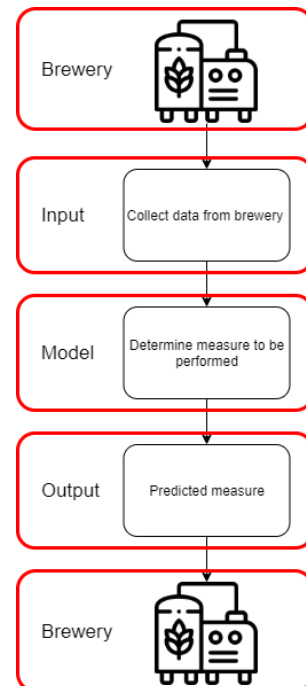 Brewery
Input
Collect data from brewery
Model
Determine measure to be
performed
Output
Predicted measure
Brewery